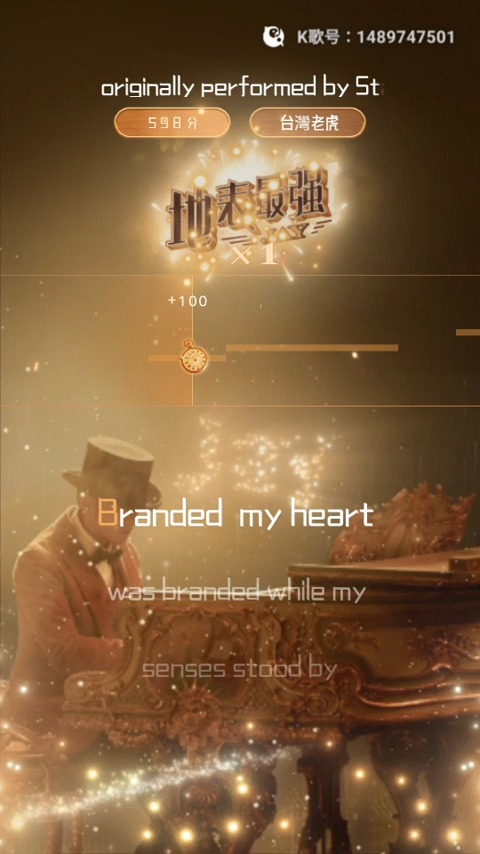 K歌号：1489747501
originally performed by St
598分
台灣老虎
地表最强
×1
+100
Branded my heart
was branded while my
senses stood by